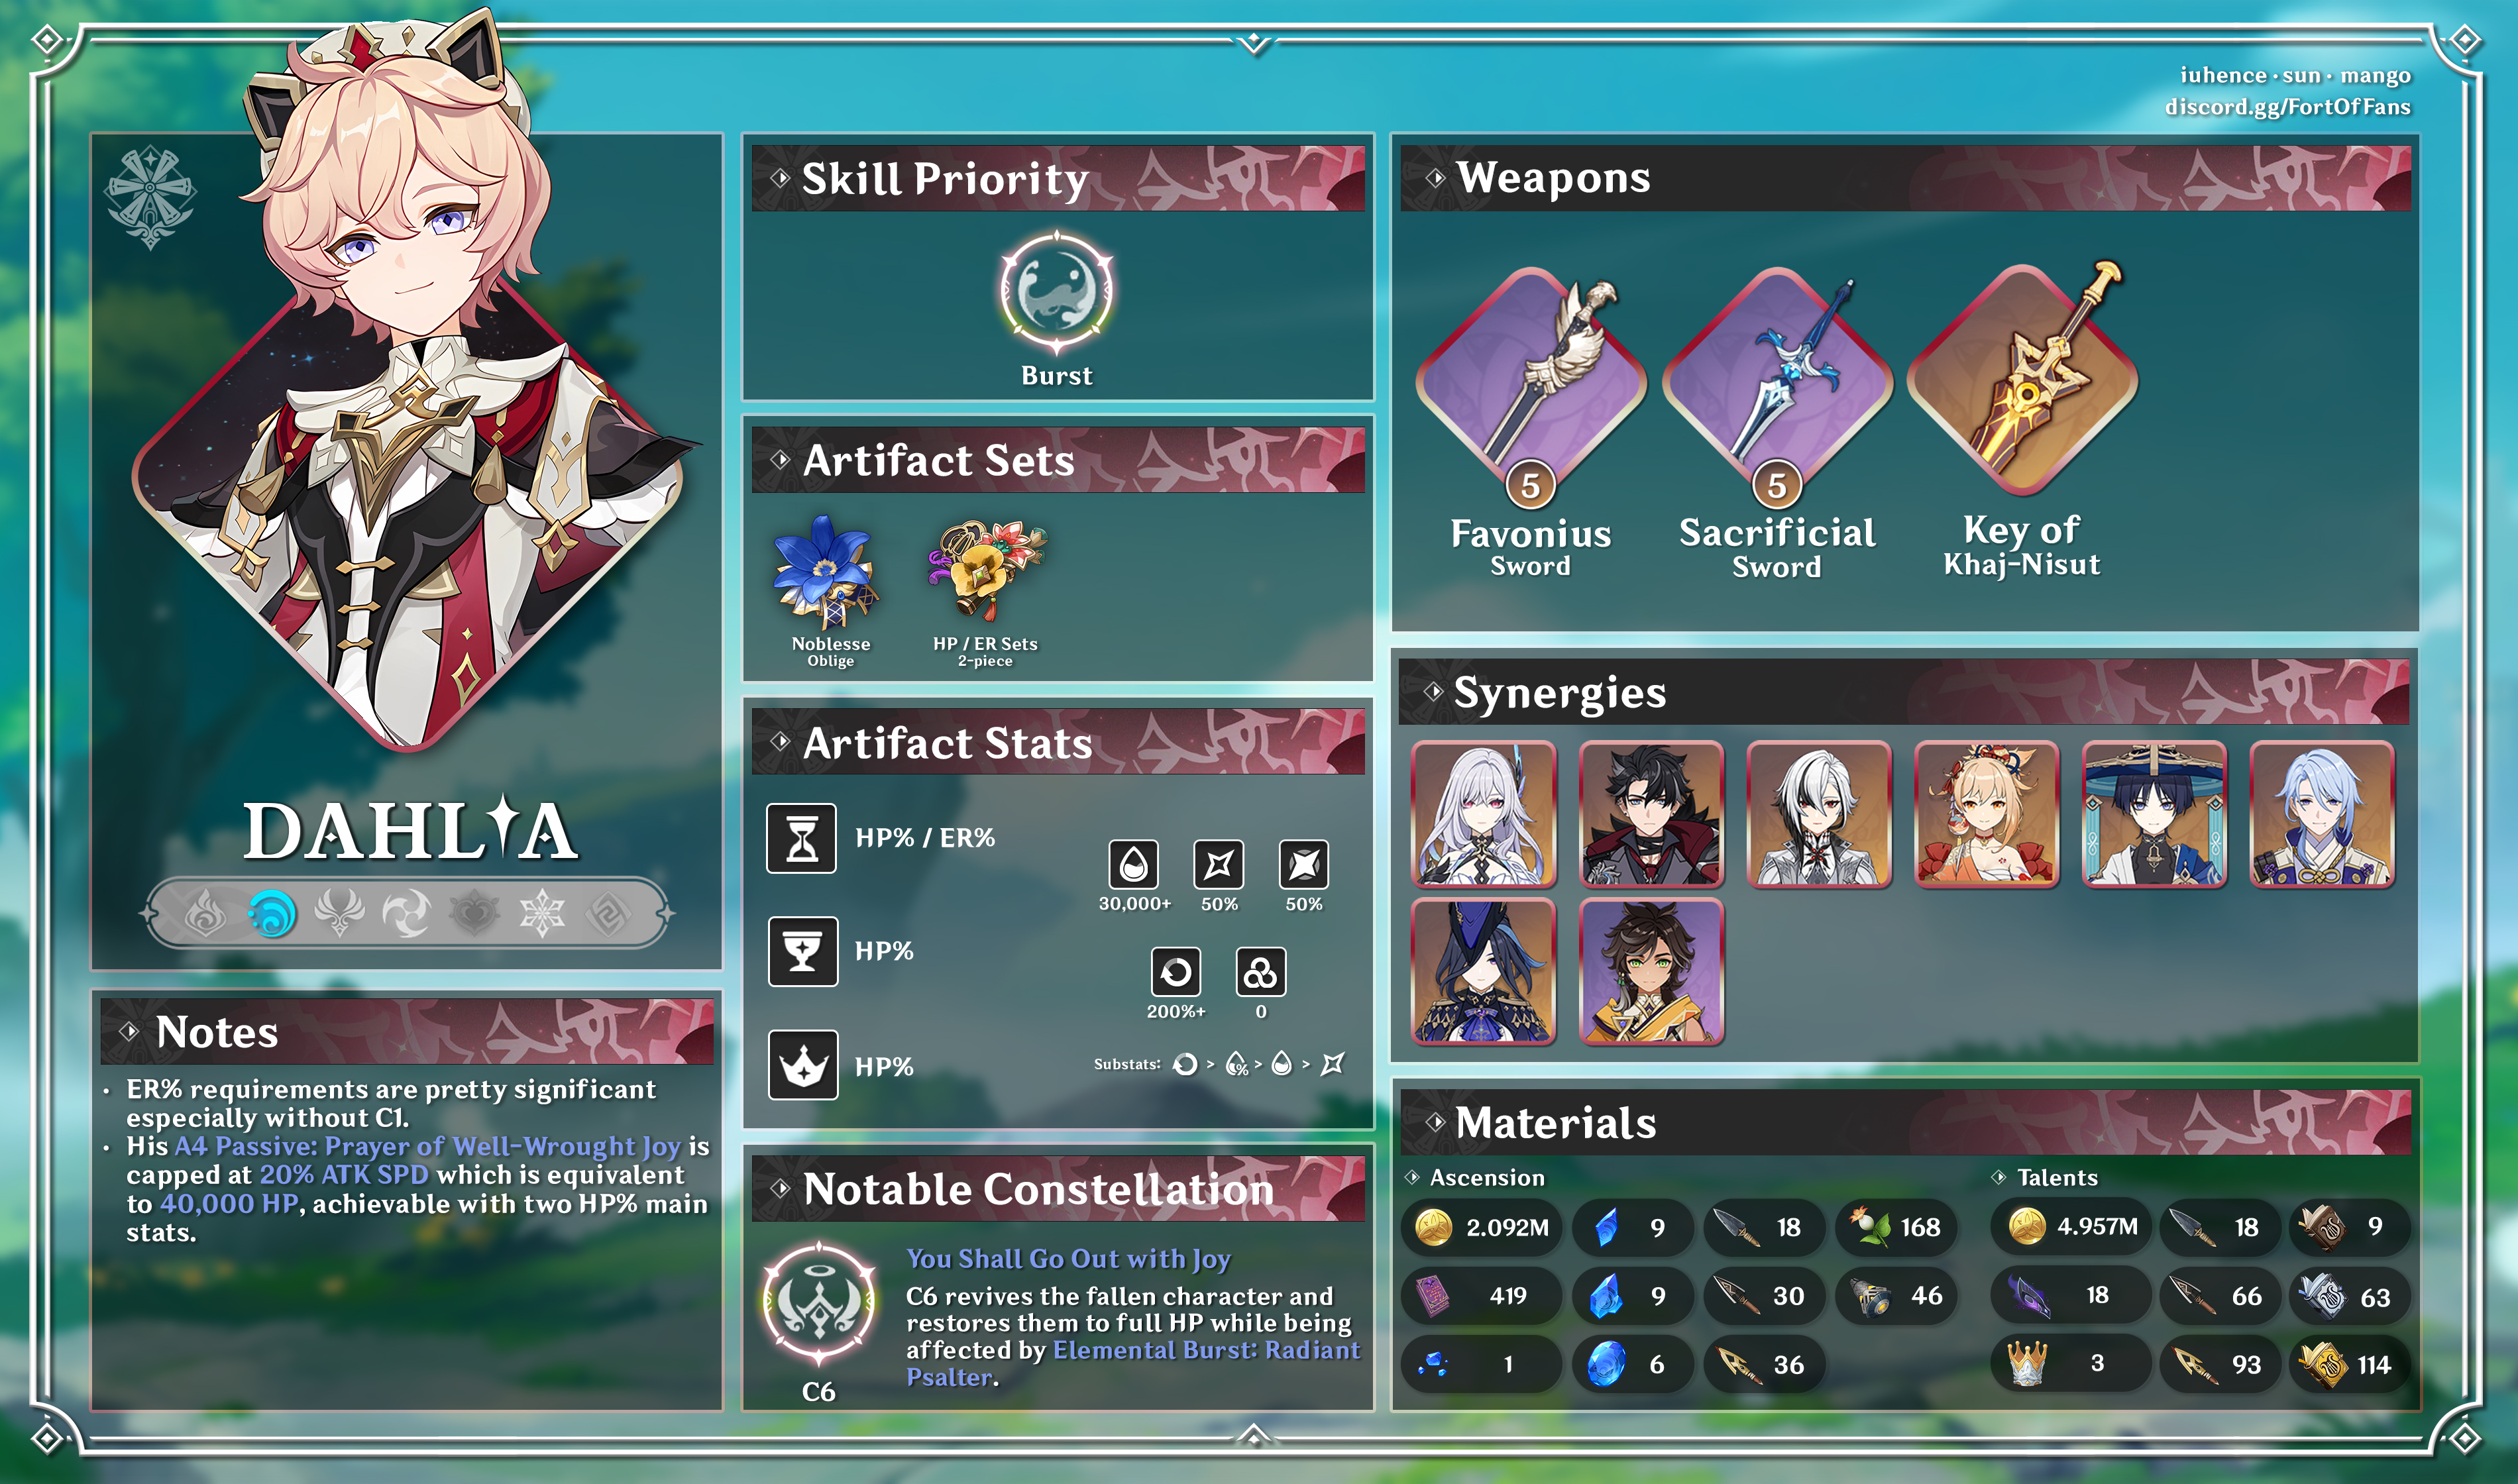 iuhence · sun · mango
discord.gg/FortOfFans
DAHLIA
Notes
· ER% requirements are pretty significant
especially without C1.
· His A4 Passive: Prayer of Well-Wrought Joy is
capped at 20% ATK SPD which is equivalent
to 40,000 HP, achievable with two HP% main
stats.
Skill Priority
Burst
Artifact Sets
Noblesse
Oblige
HP / ER Sets
2-piece
Artifact Stats
HP% / ER%
HP%
HP%
30,000+ 50% 50%
200%+ 0
Substats: > % > >
Notable Constellation
C6
You Shall Go Out with Joy
C6 revives the fallen character and
restores them to full HP while being
affected by Elemental Burst: Radiant
Psalter.
Weapons
5
Favonius
Sword
5
Sacrificial
Sword
Key of
Khaj-Nisut
Synergies
Materials
Ascension
2.092M 9 18 168
419 9 30 46
1 6 36
Talents
4.957M 18 9
18 66 63
3 93 114